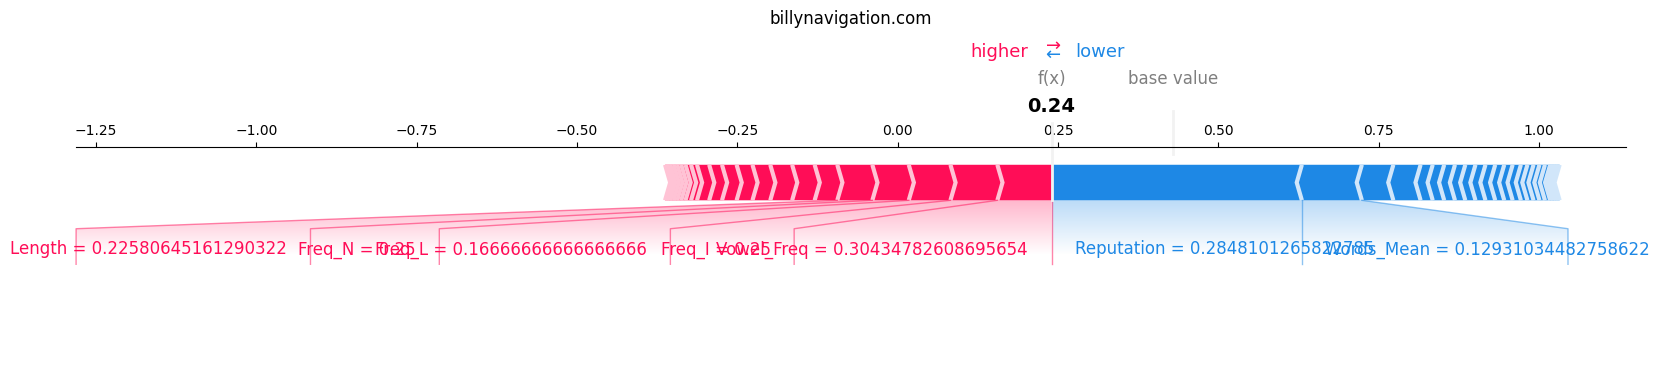 billynavigation.com
higher ⇄ lower
f(x) base value
0.24
−1.25 −1.00 −0.75 −0.50 −0.25 0.00 0.25 0.50 0.75 1.00
Length = 0.22580645161290322 Freq_N = 0.25 Freq_L = 0.16666666666666666 Freq_I = 0.25 Vowel_Freq = 0.30434782608695654 Reputation = 0.2848101265822785 Words_Mean = 0.12931034482758622